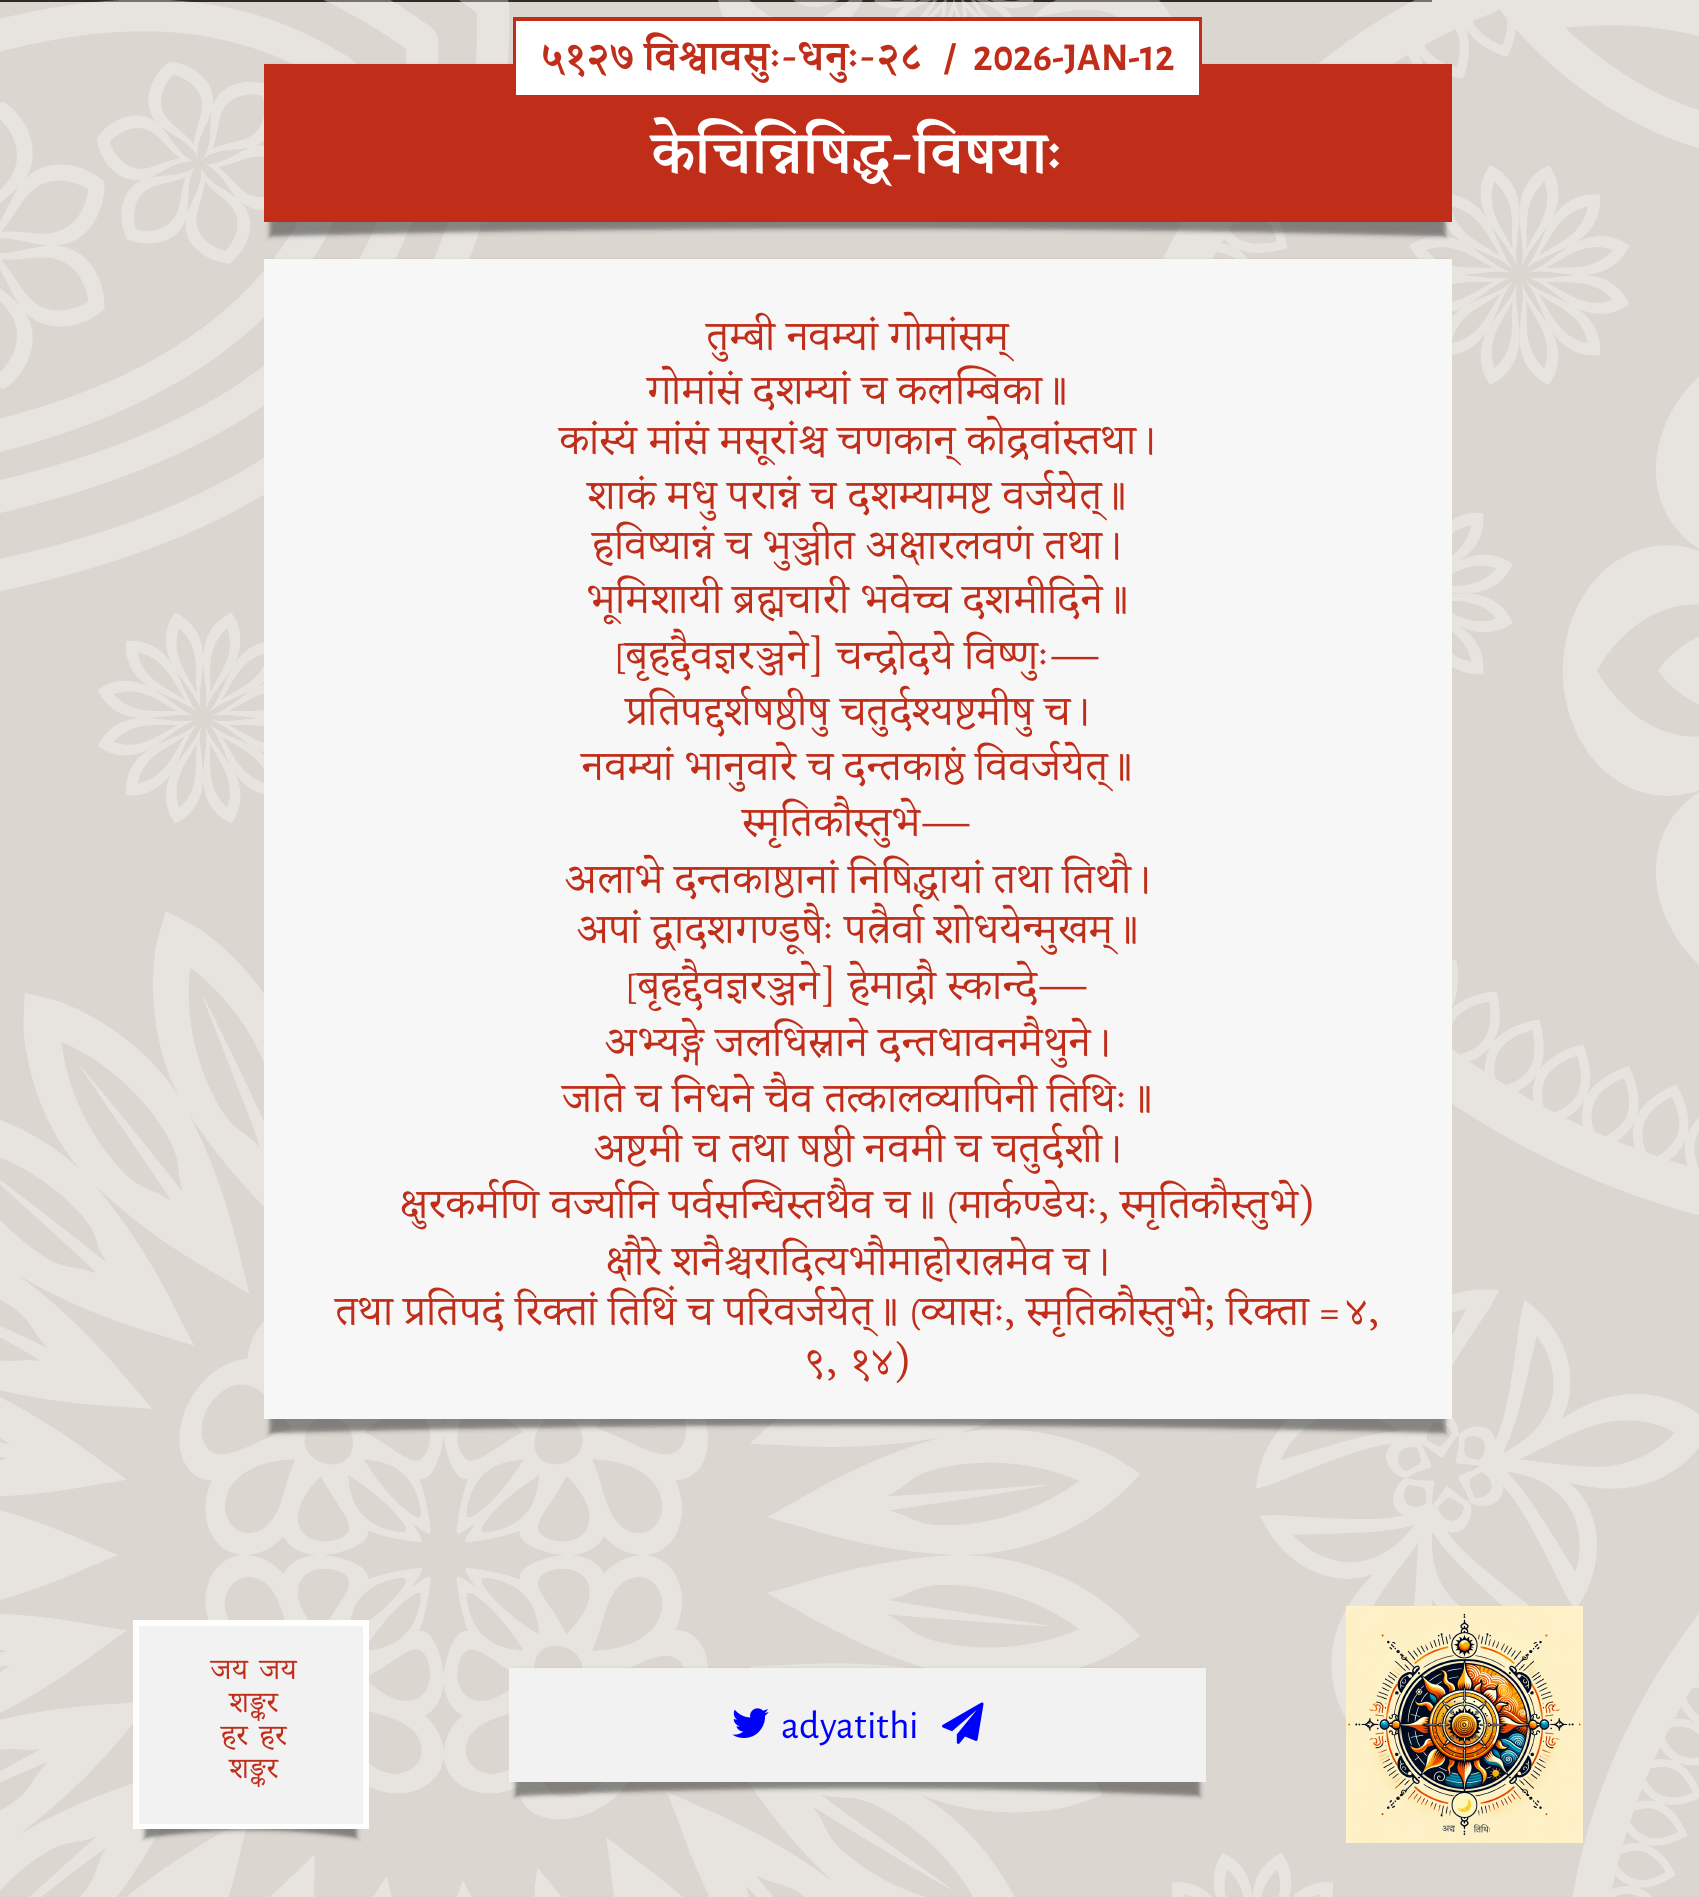 ५१२७ विश्वावसुः-धनुः-२८ / 2026-JAN-12
केचिन्निषिद्ध-विषयाः
तुम्बी नवम्यां गोमांसम्
गोमांसं दशम्यां च कलम्बिका॥
कांस्यं मांसं मसूरांश्च चणकान् कोद्रवांस्तथा।
शाकं मधु परान्नं च दशम्यामष्ट वर्जयेत्॥
हविष्यान्नं च भुञ्जीत अक्षारलवणं तथा।
भूमिशायी ब्रह्मचारी भवेच्च दशमीदिने॥
[बृहद्दैवज्ञरञ्जने] चन्द्रोदये विष्णुः—
प्रतिपद्दर्शषष्ठीषु चतुर्दश्यष्टमीषु च।
नवम्यां भानुवारे च दन्तकाष्ठं विवर्जयेत्॥
स्मृतिकौस्तुभे—
अलाभे दन्तकाष्ठानां निषिद्धायां तथा तिथौ।
अपां द्वादशगण्डूषैः पत्रैर्वा शोधयेन्मुखम्॥
[बृहद्दैवज्ञरञ्जने] हेमाद्रौ स्कान्दे—
अभ्यङ्गे जलधिस्नाने दन्तधावनमैथुने।
जाते च निधने चैव तत्कालव्यापिनी तिथिः॥
अष्टमी च तथा षष्ठी नवमी च चतुर्दशी।
क्षुरकर्मणि वर्ज्यानि पर्वसन्धिस्तथैव च॥ (मार्कण्डेयः, स्मृतिकौस्तुभे)
क्षौरे शनैश्चरादित्यभौमाहोरात्रमेव च।
तथा प्रतिपदं रिक्तां तिथिं च परिवर्जयेत्॥ (व्यासः, स्मृतिकौस्तुभे; रिक्ता = ४,
९, १४)
जय जय
शङ्कर
हर हर
शङ्कर
adyatithi
अद्य तिथिः